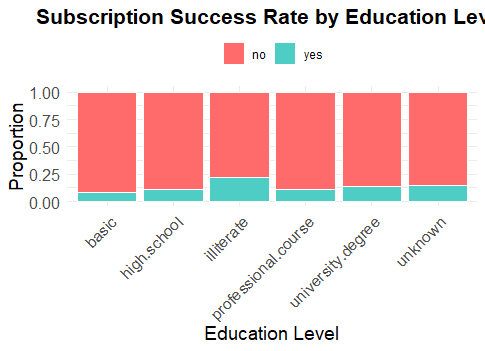 Subscription Success Rate by Education Lev
no yes
1.00
0.75
0.50
0.25
0.00
Proportion
basic
high.school
illiterate
professional.course
university.degree
unknown
Education Level